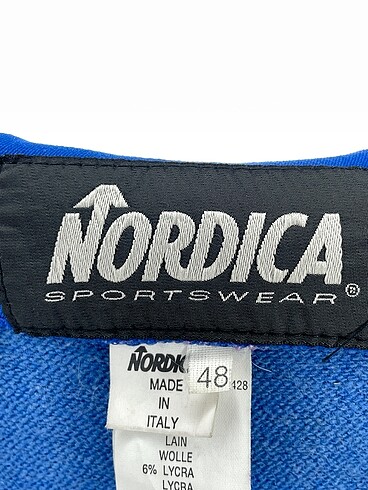 NORDICA
SPORTSWEAR®
NORDIC
48
428
MADE
IN
ITALY
LAIN
WOLLE
6% LYCRA
LYCRA